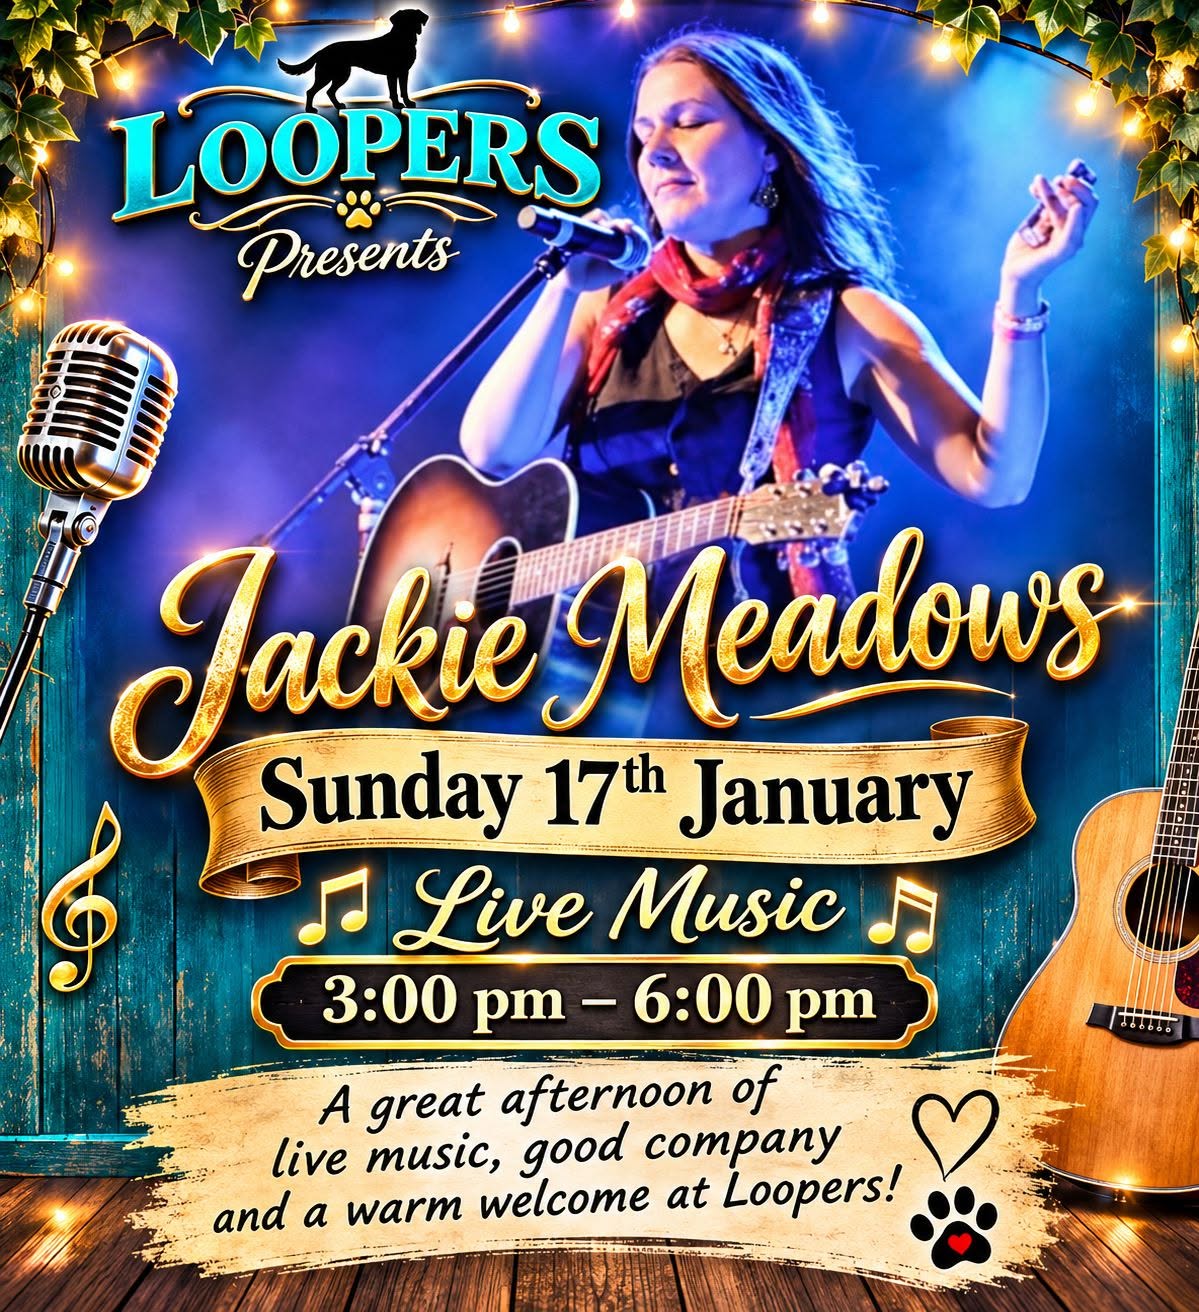 LOOPERS
Presents
Jackie Meadows
Sunday 17th January
Live Music
3:00 pm – 6:00 pm
A great afternoon of
live music, good company
and a warm welcome at Loopers!